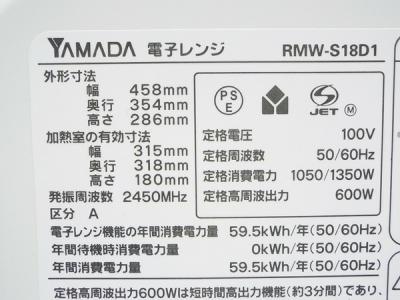 YAMADA 電子レンジ RMW-S18D1
外形寸法
幅 458mm
奥行 354mm
高さ 286mm
加熱室の有効寸法
幅 315mm
奥行 318mm
高さ 180mm
発振周波数 2450MHz
区分 A
PS
E
S
JET M
定格電圧 100V
定格周波数 50/60Hz
定格消費電力 1050/1350W
定格高周波出力 600W
電子レンジ機能の年間消費電力量 59.5kWh/年(50/60Hz)
年間待機時消費電力量 0kWh/年(50/60Hz)
年間消費電力量 59.5kWh/年(50/60Hz)
定格高周波出力600Wは短時間高出力機能(約3分間)であり、